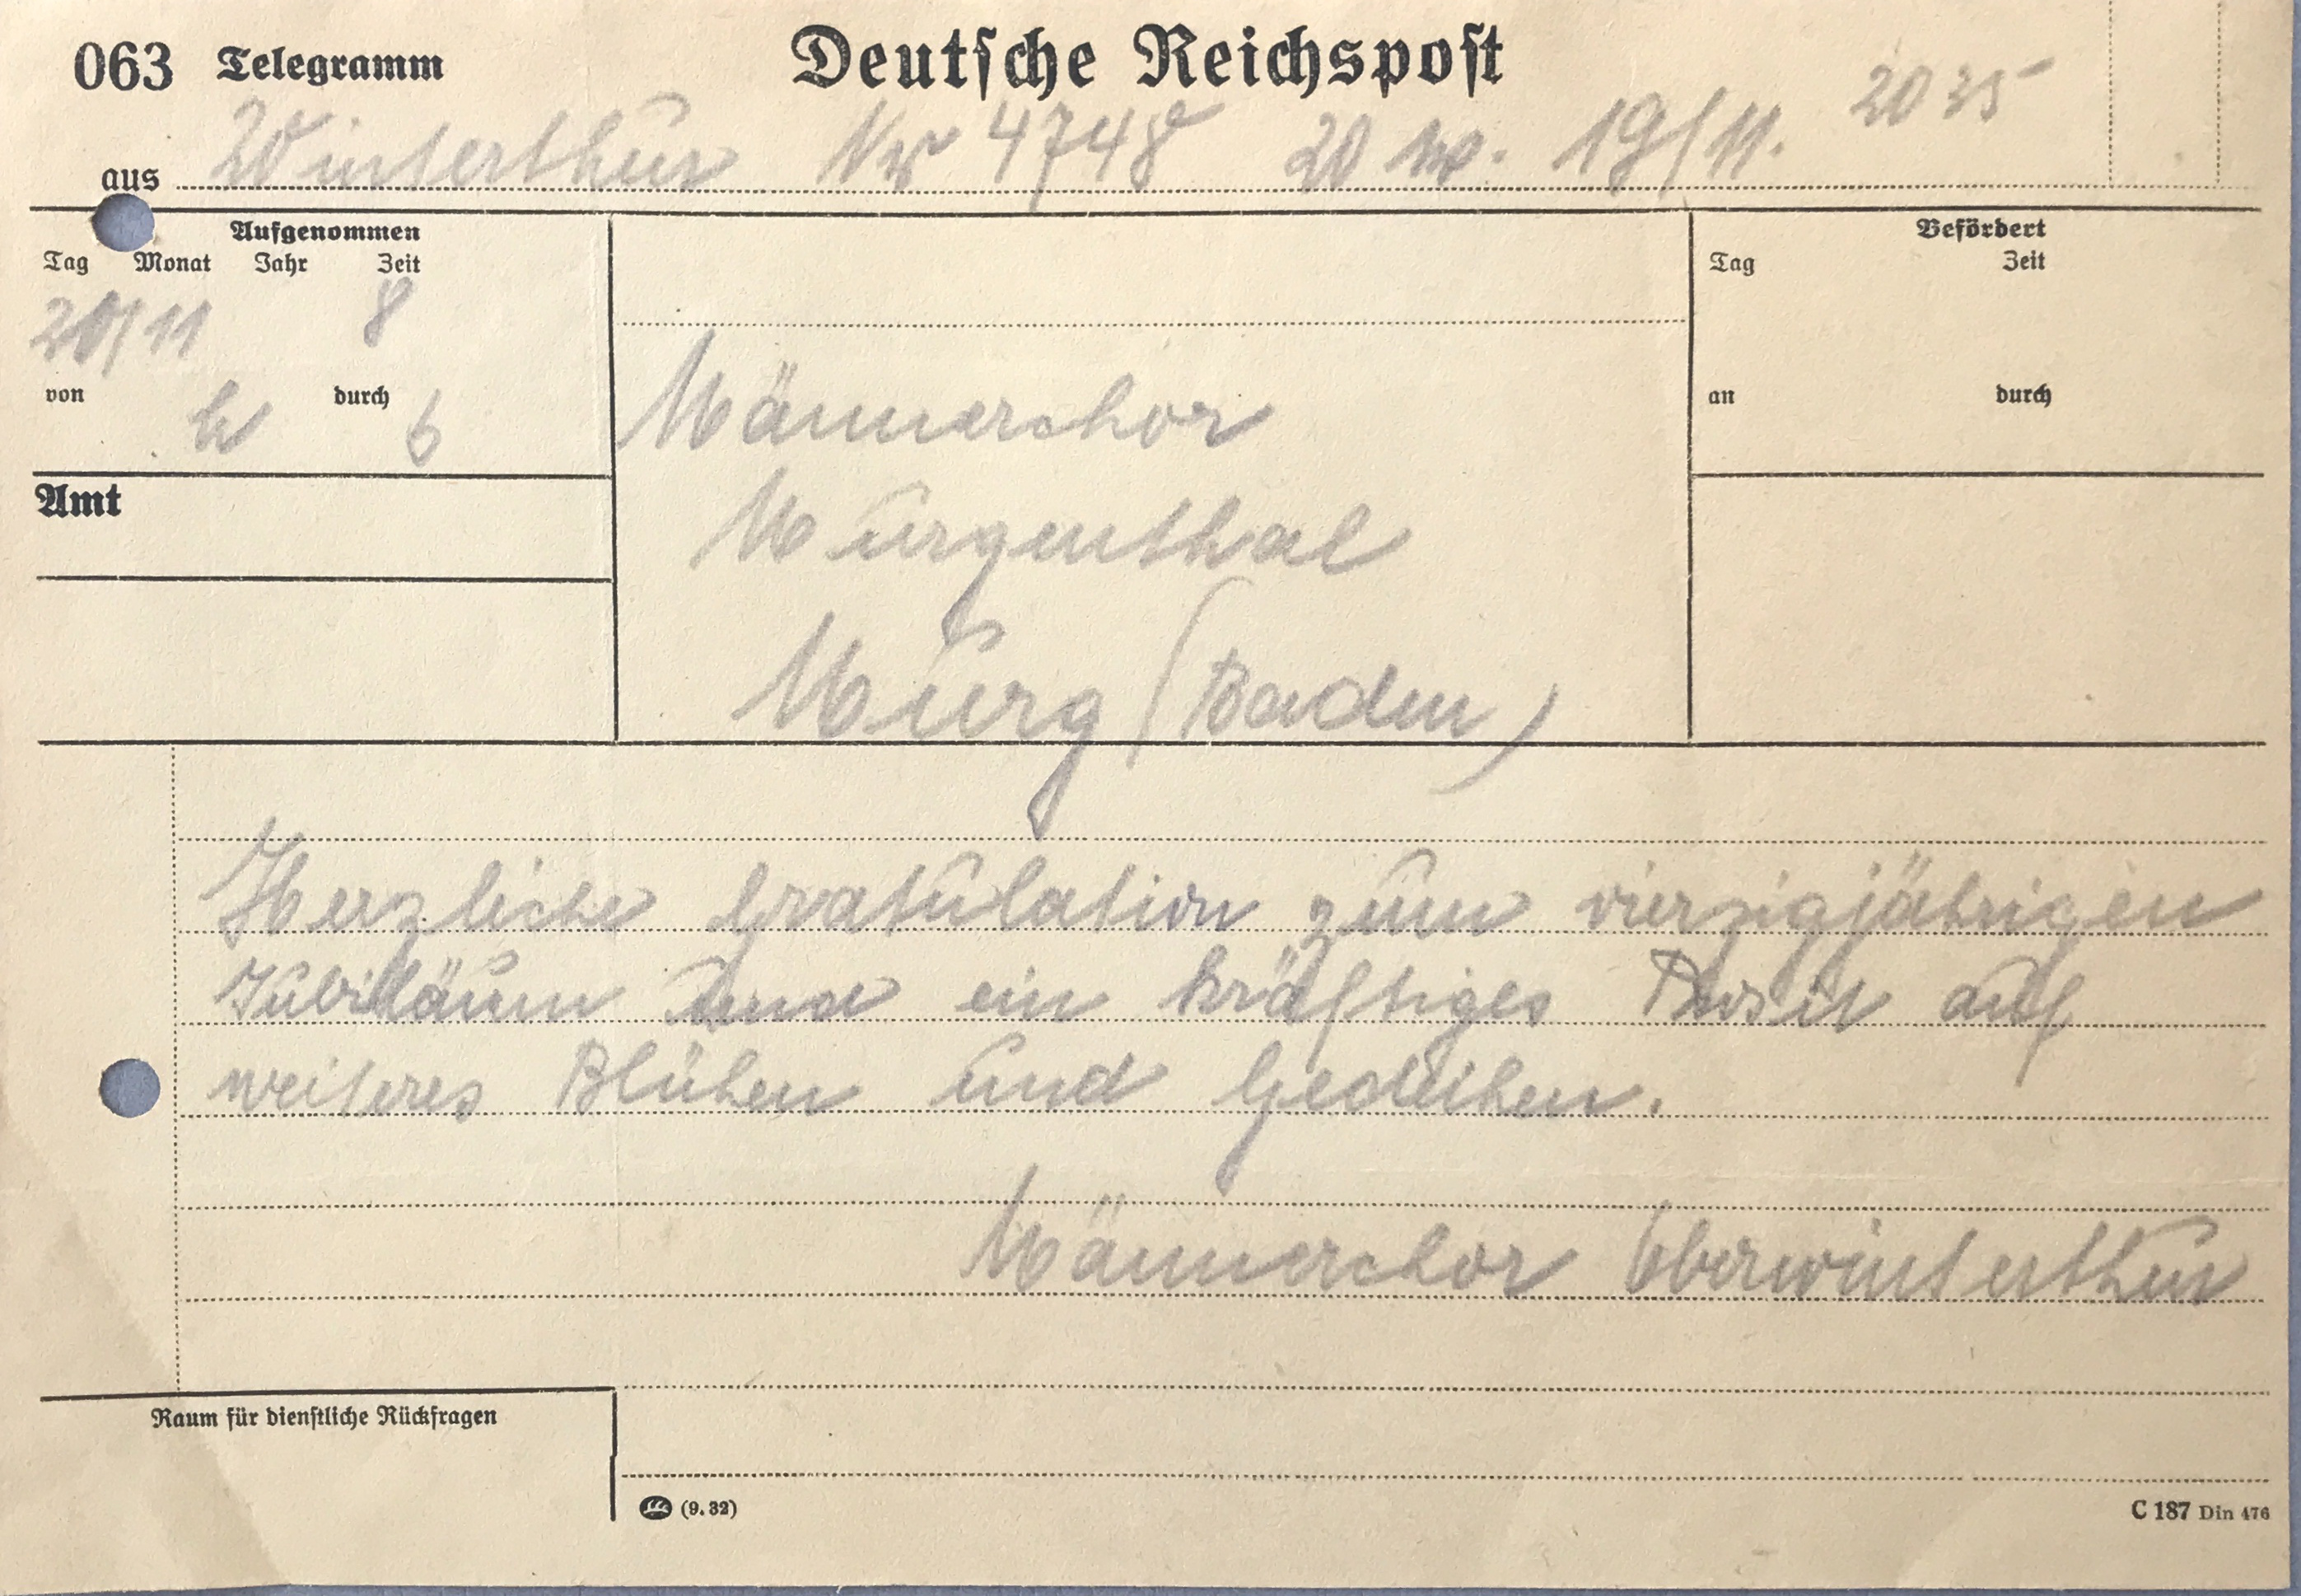 063 Telegramm Deutsche Reichspost
aus Winterthur Nr 4748 20 w. 19/11. 20 35
Aufgenommen
Tag Monat Jahr Zeit
20/11 8
von durch
Amt
Befördert
Tag Zeit
an durch
Männerchor
Murgenthal
Murg (Baden)
Herzliche Gratulation zum vierzigjährigen
Jubiläum und ein kräftiges Prosit auf
weiteres Blühen und Gedeihen.
Männerchor Oberwinterthur
Raum für dienstliche Rückfragen
(9. 32)
C 187 Din 476